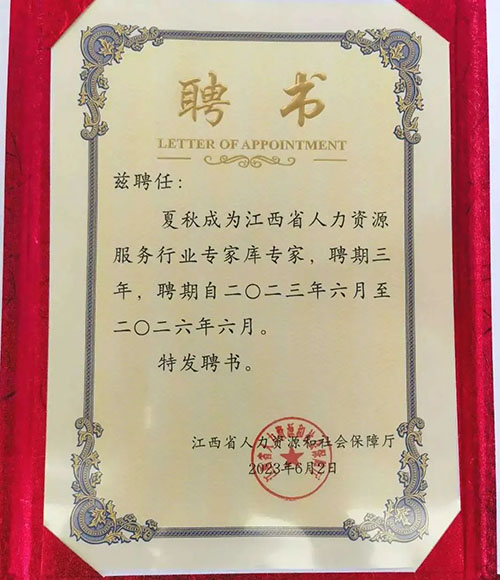 聘书
LETTER OF APPOINTMENT
兹聘任：
夏秋成为江西省人力资源
服务行业专家库专家，聘期三
年，聘期自二〇二三年六月至
二〇二六年六月。
特发聘书。
江西省人力资源和社会保障厅
2023年6月2日